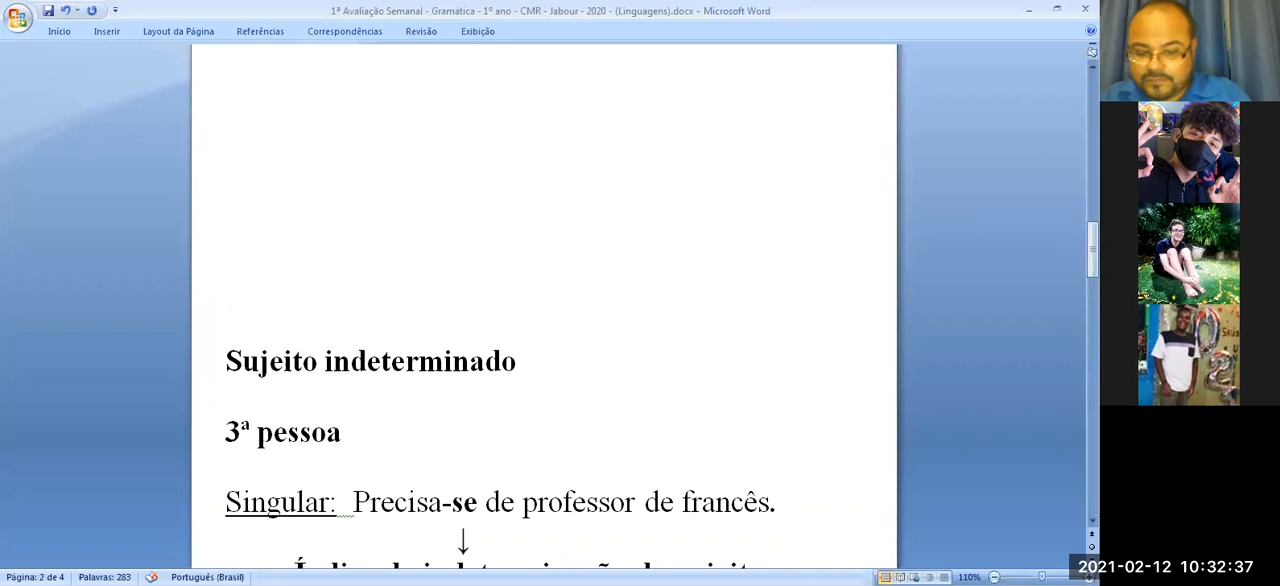 1ª Avaliação Semanal - Gramática - 1º ano - CMR - Jabour - 2020 - (Linguagens).docx - Microsoft Word
Início Inserir Layout da Página Referências Correspondências Revisão Exibição
Sujeito indeterminado
3ª pessoa
Singular: Precisa-se de professor de francês.
↓
Página: 2 de 4 Palavras: 283 Português (Brasil) 110%
2021-02-12 10:32:37